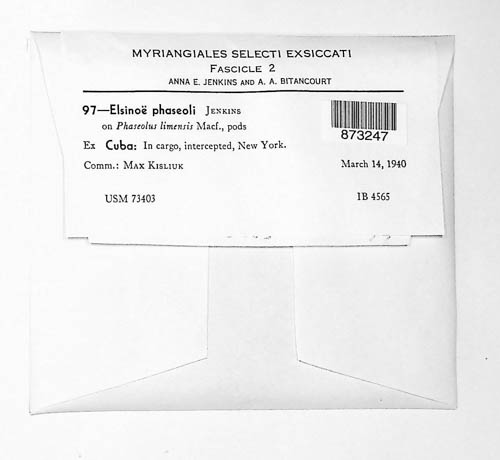 MYRIANGIALES SELECTI EXSICCATI
FASCICLE 2
ANNA E. JENKINS AND A. A. BITANCOURT
97—Elsinoë phaseoli JENKINS
on Phaseolus limensis Macf., pods
873247
Ex Cuba: In cargo, intercepted, New York.
Comm.: MAX KISLIUK March 14, 1940
USM 73403 IB 4565